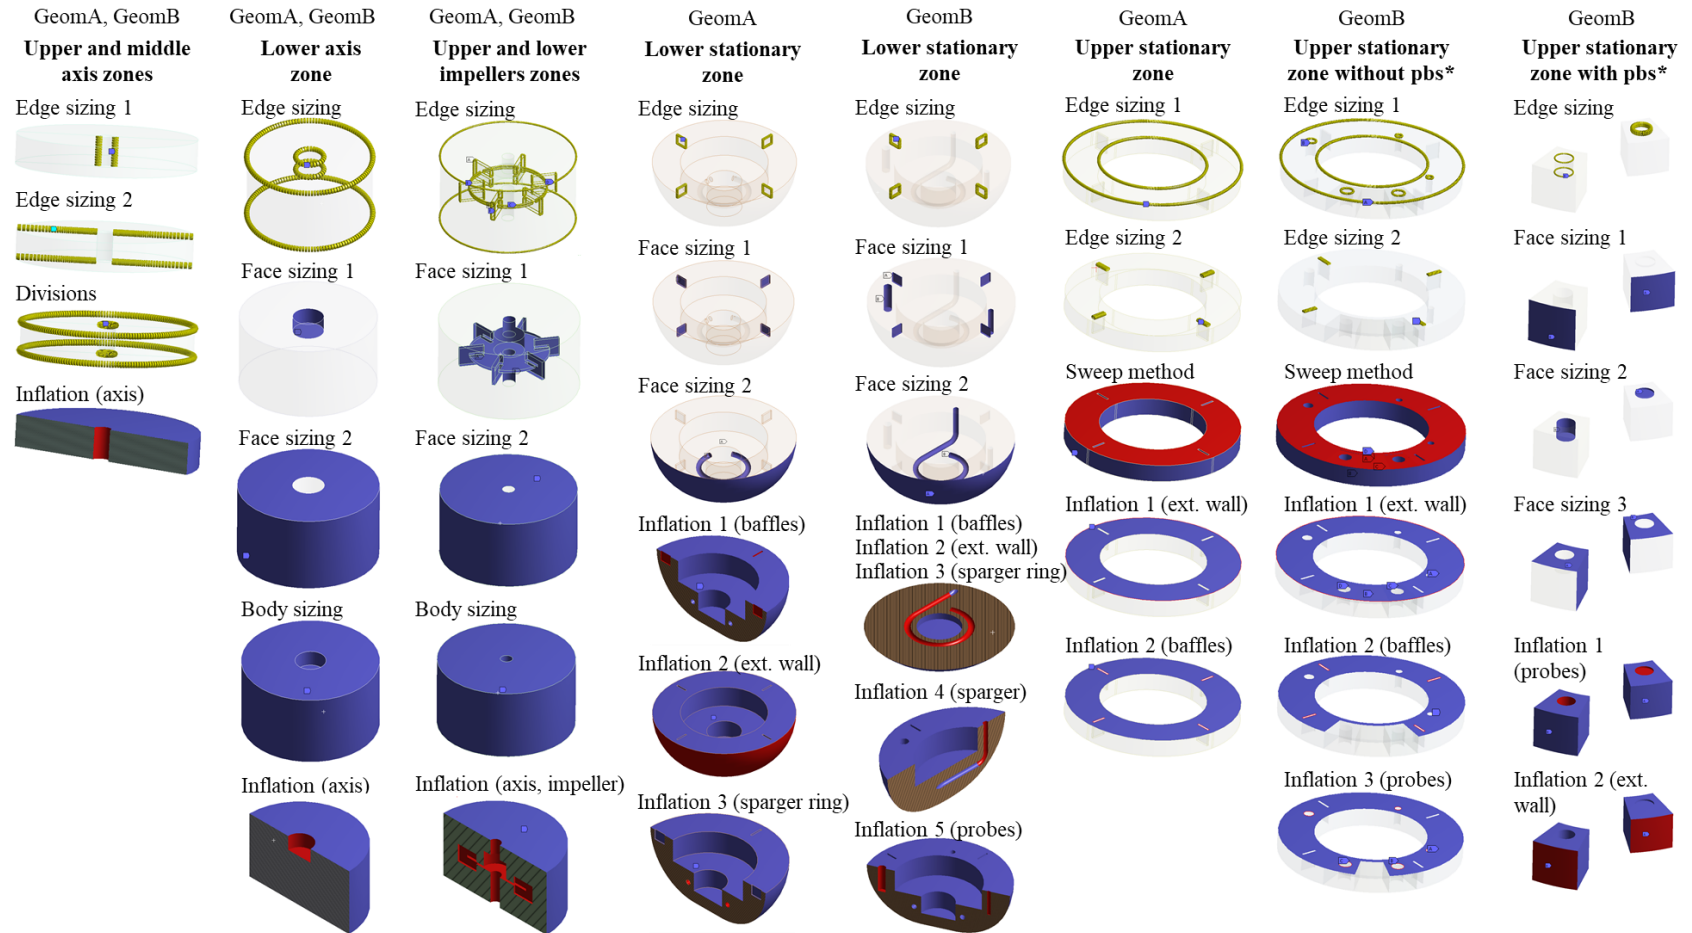 GeomA, GeomB
Upper and middle
axis zones
Edge sizing 1
Edge sizing 2
Divisions
Inflation (axis)
GeomA, GeomB
Lower axis
zone
Edge sizing
Face sizing 1
Face sizing 2
Body sizing
Inflation (axis)
GeomA, GeomB
Upper and lower
impellers zones
Edge sizing
Face sizing 1
Face sizing 2
Body sizing
Inflation (axis, impeller)
GeomA
Lower stationary
zone
Edge sizing
Face sizing 1
Face sizing 2
Inflation 1 (baffles)
Inflation 2 (ext. wall)
Inflation 3 (sparger ring)
GeomB
Lower stationary
zone
Edge sizing
Face sizing 1
Face sizing 2
Inflation 1 (baffles)
Inflation 2 (ext. wall)
Inflation 3 (sparger ring)
Inflation 4 (sparger)
Inflation 5 (probes)
GeomA
Upper stationary
zone
Edge sizing 1
Edge sizing 2
Sweep method
Inflation 1 (ext. wall)
Inflation 2 (baffles)
GeomB
Upper stationary
zone without pbs*
Edge sizing 1
Edge sizing 2
Sweep method
Inflation 1 (ext. wall)
Inflation 2 (baffles)
Inflation 3 (probes)
GeomB
Upper stationary
zone with pbs*
Edge sizing
Face sizing 1
Face sizing 2
Face sizing 3
Inflation 1
(probes)
Inflation 2 (ext.
wall)